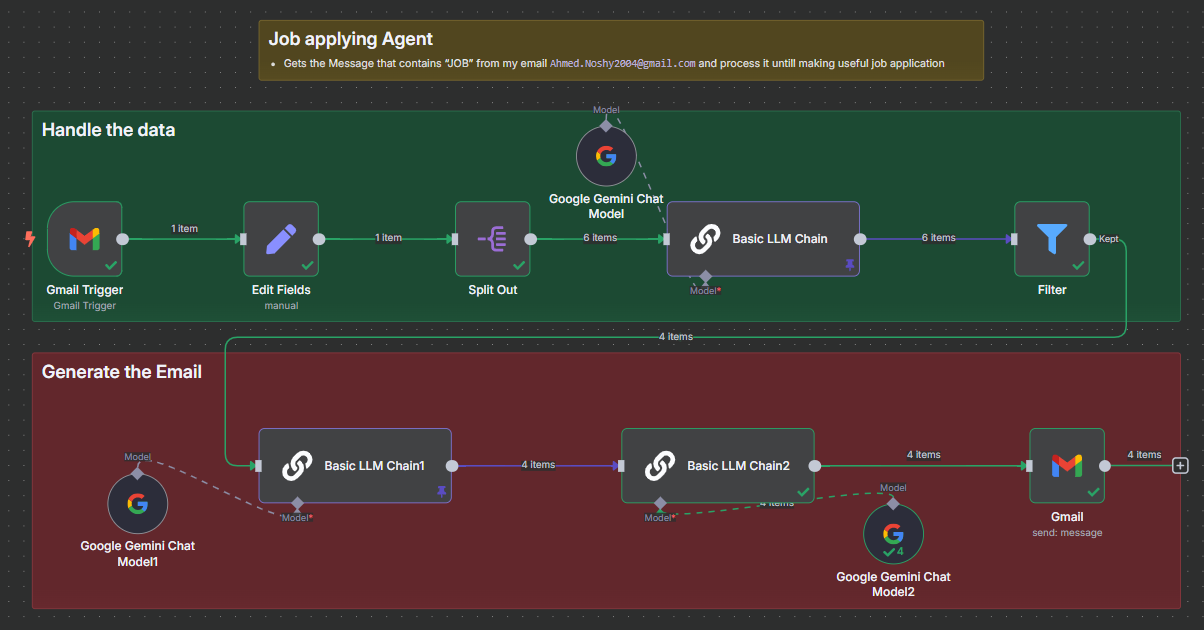 Job applying Agent
• Gets the Message that contains “JOB” from my email Ahmed.Noshy2004@gmail.com and process it untill making useful job application
Handle the data
Model
Google Gemini Chat
Model
1 item
1 item
6 items
Basic LLM Chain
6 items
Kept
Gmail Trigger
Gmail Trigger
Edit Fields
manual
Split Out
Model*
Filter
4 items
Generate the Email
Model
Basic LLM Chain1
4 items
Basic LLM Chain2
4 items
4 items
Model*
Model*
4 items
Model
Google Gemini Chat
Model1
4
Gmail
send: message
Google Gemini Chat
Model2